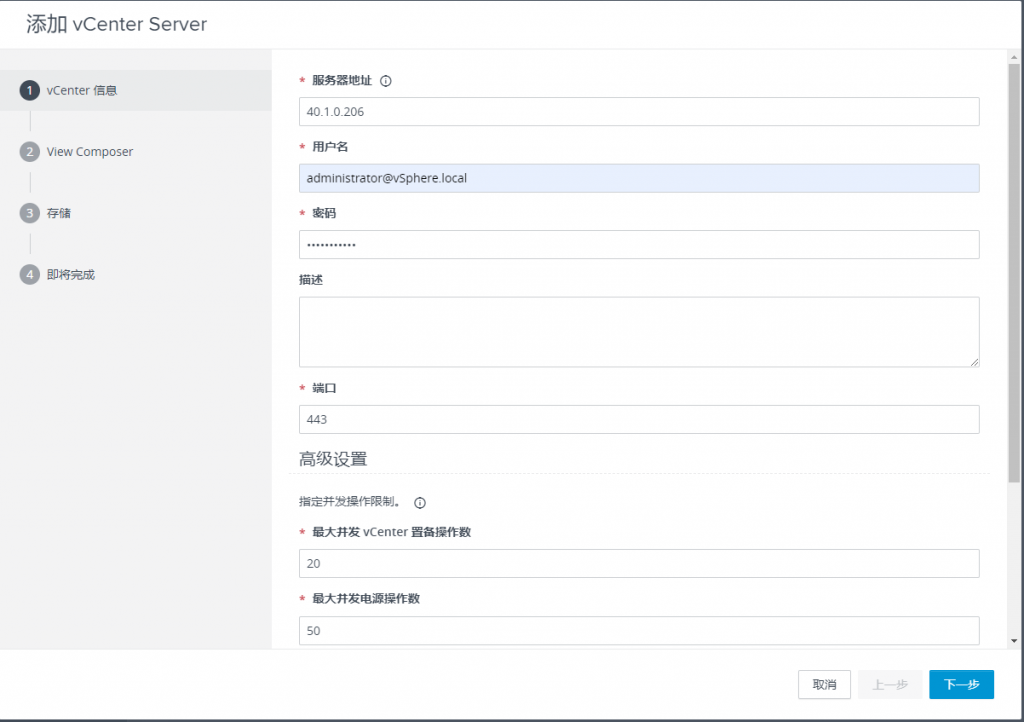 添加 vCenter Server
1 vCenter 信息
2 View Composer
3 存储
4 即将完成
* 服务器地址
40.1.0.206
* 用户名
administrator@vSphere.local
* 密码
•••••••••••
描述
* 端口
443
高级设置
指定并发操作限制。
* 最大并发 vCenter 置备操作数
20
* 最大并发电源操作数
50
取消 上一步 下一步